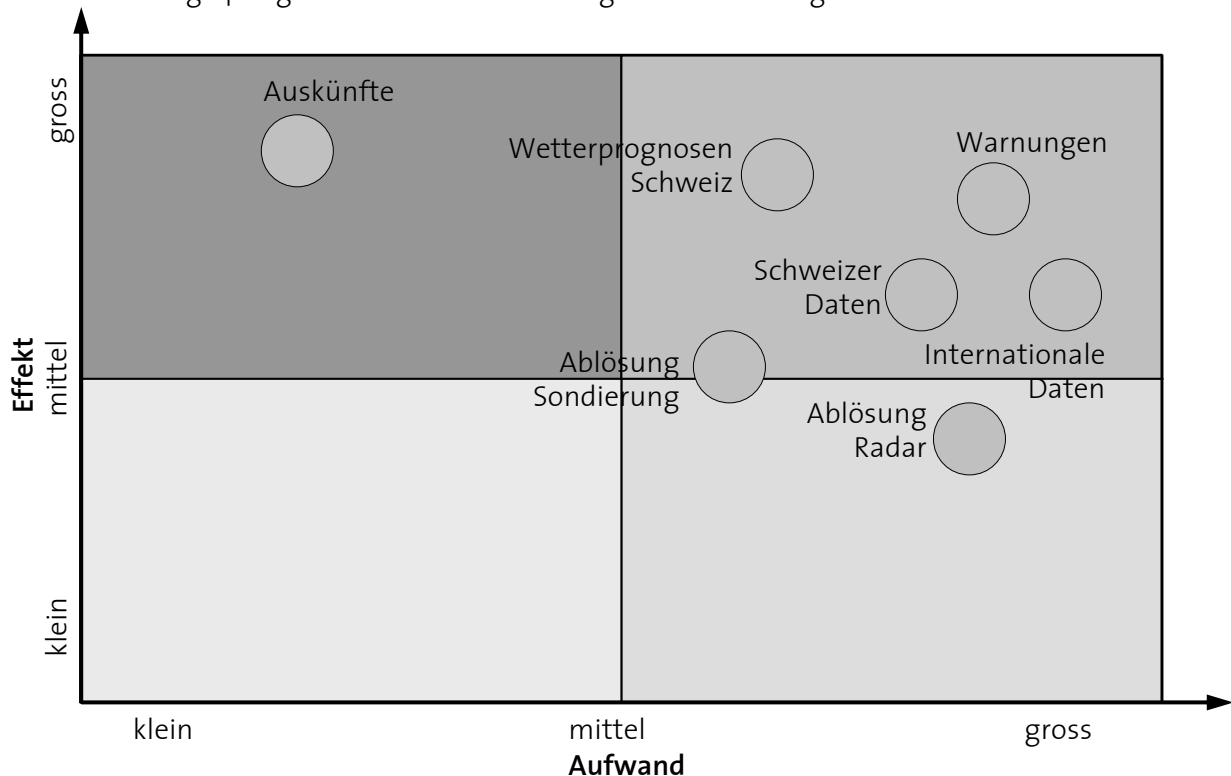 gross
Auskünfte
Wetterprognosen
Schweiz
Warnungen
Schweizer
Daten
Internationale
Daten
Effekt
mittel
Ablösung
Sondierung
Ablösung
Radar
klein
klein
mittel
gross
Aufwand